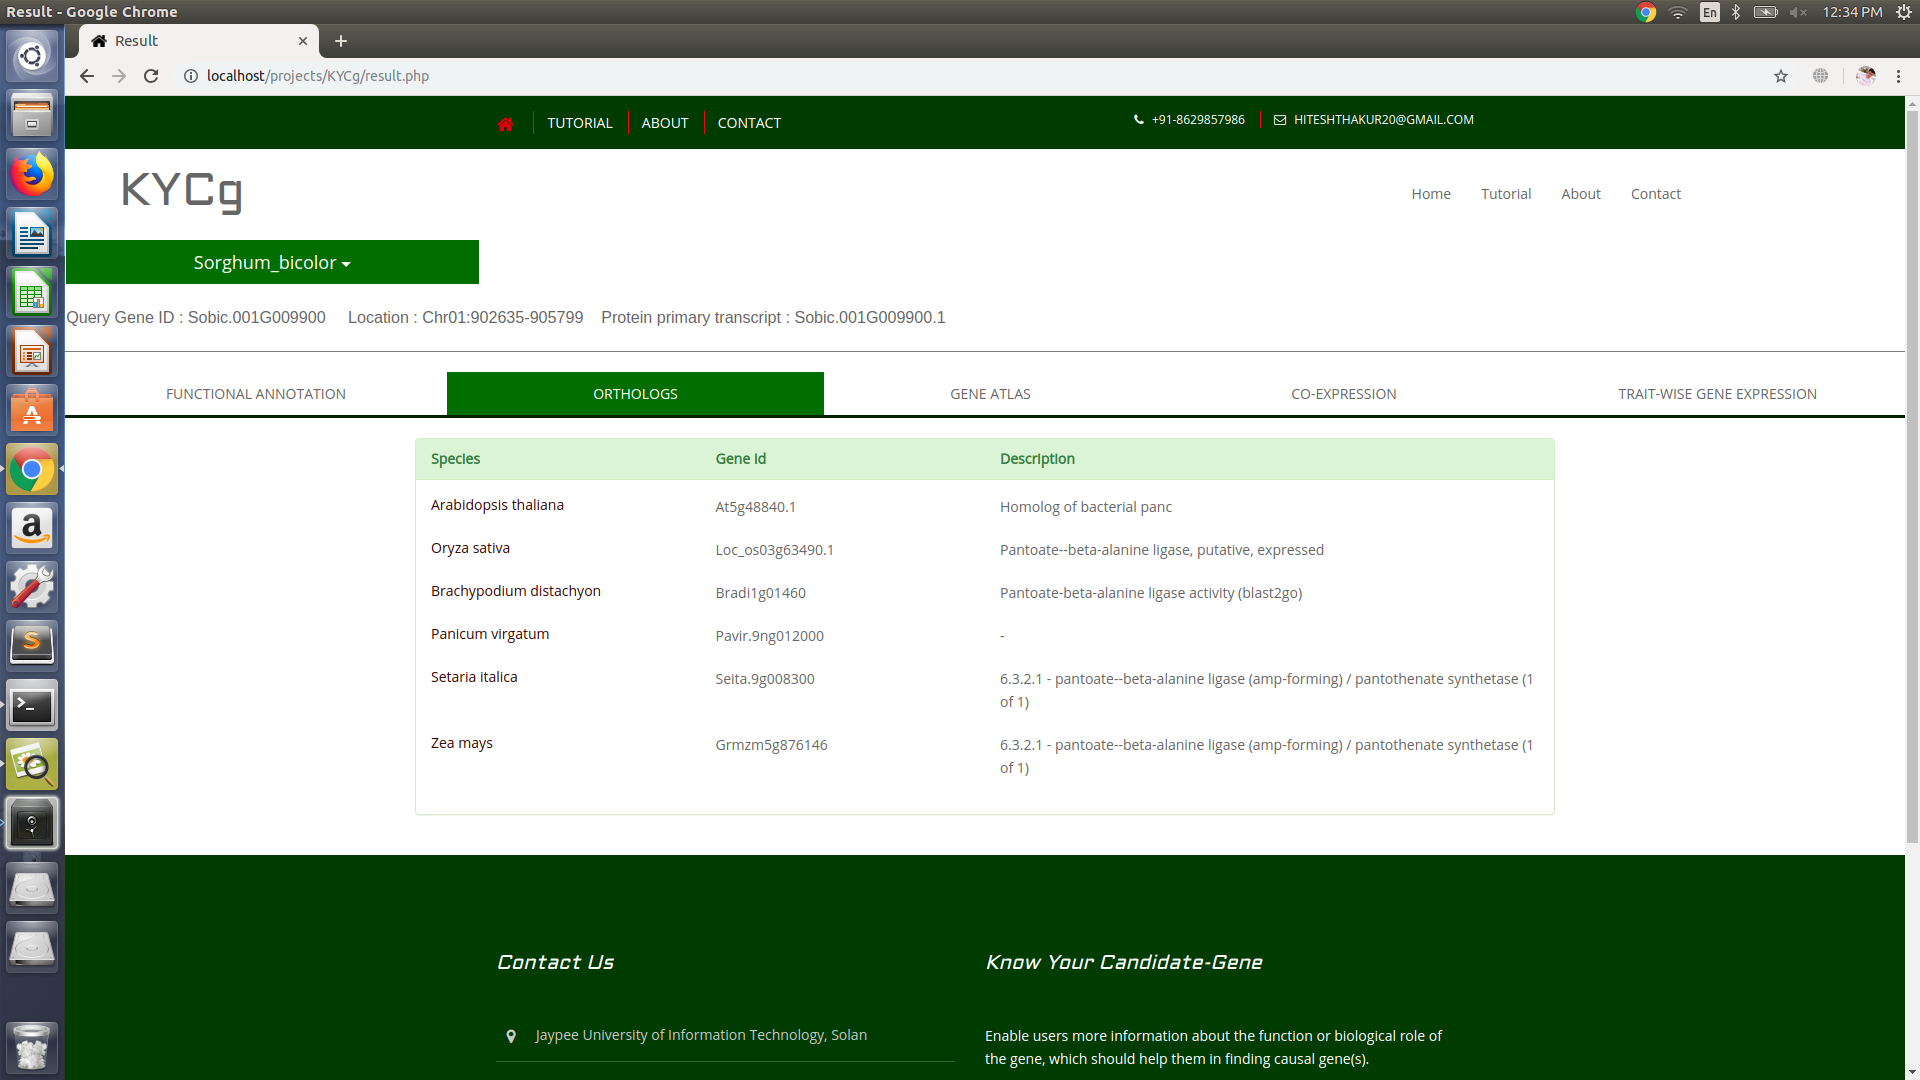 Result - Google Chrome
En
12:34 PM
Result
localhost/projects/KYCg/result.php
TUTORIAL
ABOUT
CONTACT
+91-8629857986
HITESHTHAKUR20@GMAIL.COM
KYCg
Home
Tutorial
About
Contact
Sorghum_bicolor
Query Gene ID : Sobic.001G009900 Location : Chr01:902635-905799 Protein primary transcript : Sobic.001G009900.1
FUNCTIONAL ANNOTATION
ORTHOLOGS
GENE ATLAS
CO-EXPRESSION
TRAIT-WISE GENE EXPRESSION
Species Gene Id Description
Arabidopsis thaliana At5g48840.1 Homolog of bacterial panc
Oryza sativa Loc_os03g63490.1 Pantoate--beta-alanine ligase, putative, expressed
Brachypodium distachyon Bradi1g01460 Pantoate-beta-alanine ligase activity (blast2go)
Panicum virgatum Pavir.9ng012000 -
Setaria italica Seita.9g008300 6.3.2.1 - pantoate--beta-alanine ligase (amp-forming) / pantothenate synthetase (1
of 1)
Zea mays Grmzm5g876146 6.3.2.1 - pantoate--beta-alanine ligase (amp-forming) / pantothenate synthetase (1
of 1)
Contact Us
Jaypee University of Information Technology, Solan
Know Your Candidate-Gene
Enable users more information about the function or biological role of
the gene, which should help them in finding causal gene(s).